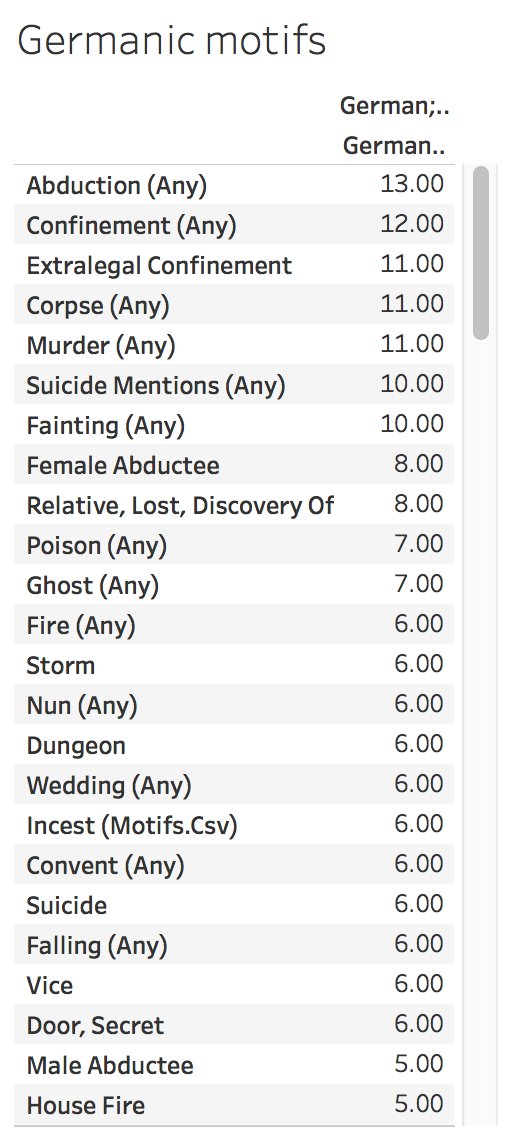 Germanic motifs
German;..
German..
Abduction (Any) 13.00
Confinement (Any) 12.00
Extralegal Confinement 11.00
Corpse (Any) 11.00
Murder (Any) 11.00
Suicide Mentions (Any) 10.00
Fainting (Any) 10.00
Female Abductee 8.00
Relative, Lost, Discovery Of 8.00
Poison (Any) 7.00
Ghost (Any) 7.00
Fire (Any) 6.00
Storm 6.00
Nun (Any) 6.00
Dungeon 6.00
Wedding (Any) 6.00
Incest (Motifs.Csv) 6.00
Convent (Any) 6.00
Suicide 6.00
Falling (Any) 6.00
Vice 6.00
Door, Secret 6.00
Male Abductee 5.00
House Fire 5.00